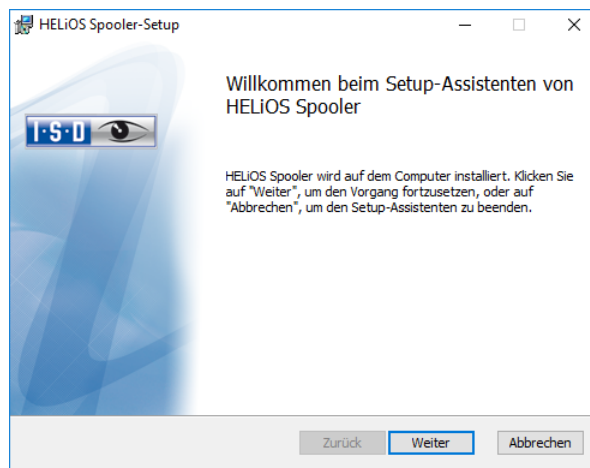 HELiOS Spooler-Setup
Willkommen beim Setup-Assistenten von
HELiOS Spooler
I·S·D
HELiOS Spooler wird auf dem Computer installiert. Klicken Sie
auf "Weiter", um den Vorgang fortzusetzen, oder auf
"Abbrechen", um den Setup-Assistenten zu beenden.
Zurück Weiter Abbrechen